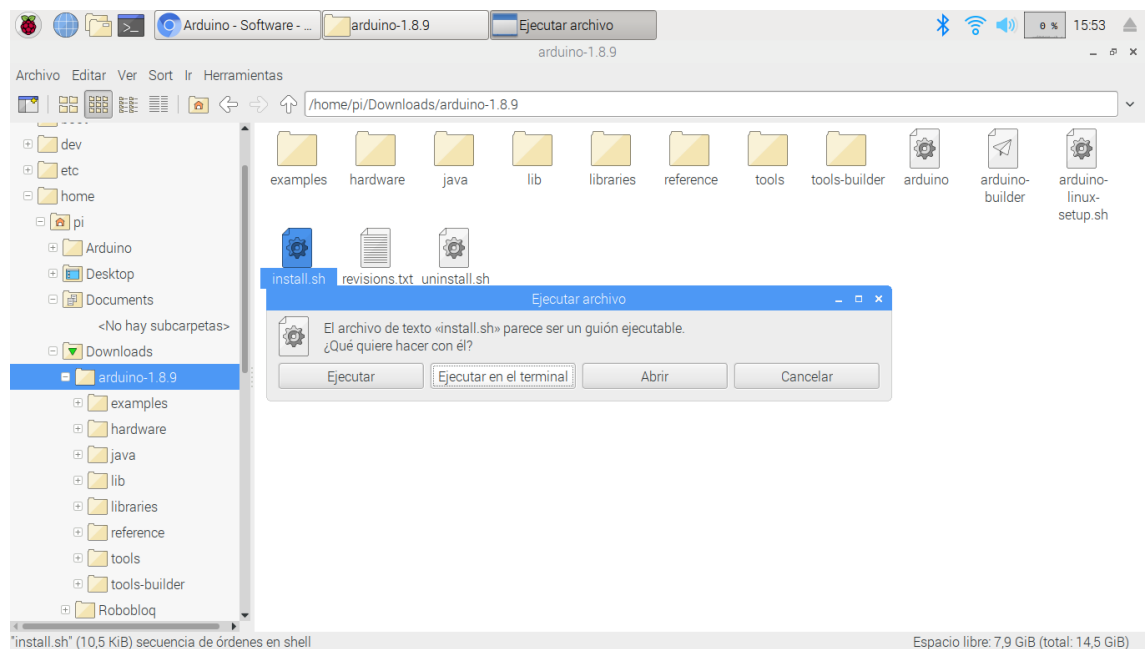 Arduino - Software - ...
arduino-1.8.9
Ejecutar archivo
0 %
15:53
arduino-1.8.9
Archivo Editar Ver Sort Ir Herramientas
/home/pi/Downloads/arduino-1.8.9
dev
etc
home
pi
Arduino
Desktop
Documents
<No hay subcarpetas>
Downloads
arduino-1.8.9
examples
hardware
java
lib
libraries
reference
tools
tools-builder
Robobloq
examples
hardware
java
lib
libraries
reference
tools
tools-builder
arduino
arduino-
builder
arduino-
linux-
setup.sh
install.sh
revisions.txt
uninstall.sh
Ejecutar archivo
El archivo de texto «install.sh» parece ser un guión ejecutable.
¿Qué quiere hacer con él?
Ejecutar
Ejecutar en el terminal
Abrir
Cancelar
"install.sh" (10,5 KiB) secuencia de órdenes en shell
Espacio libre: 7,9 GiB (total: 14,5 GiB)